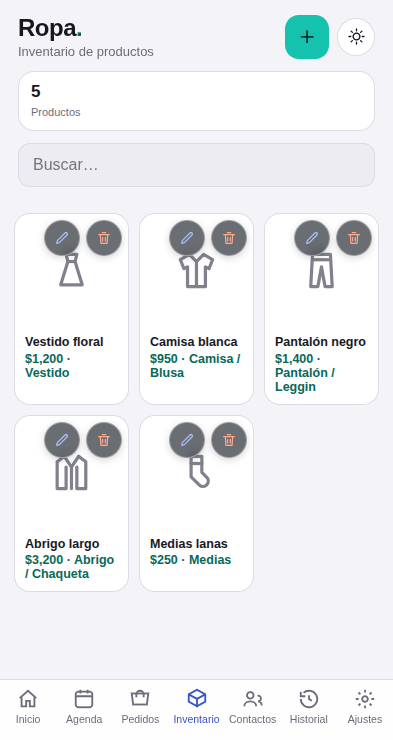 Ropa.
Inventario de productos
5
Productos
Buscar…
Vestido floral
$1,200 ·
Vestido
Camisa blanca
$950 · Camisa /
Blusa
Pantalón negro
$1,400 ·
Pantalón /
Leggin
Abrigo largo
$3,200 · Abrigo
/ Chaqueta
Medias lanas
$250 · Medias
Inicio
Agenda
Pedidos
Inventario
Contactos
Historial
Ajustes